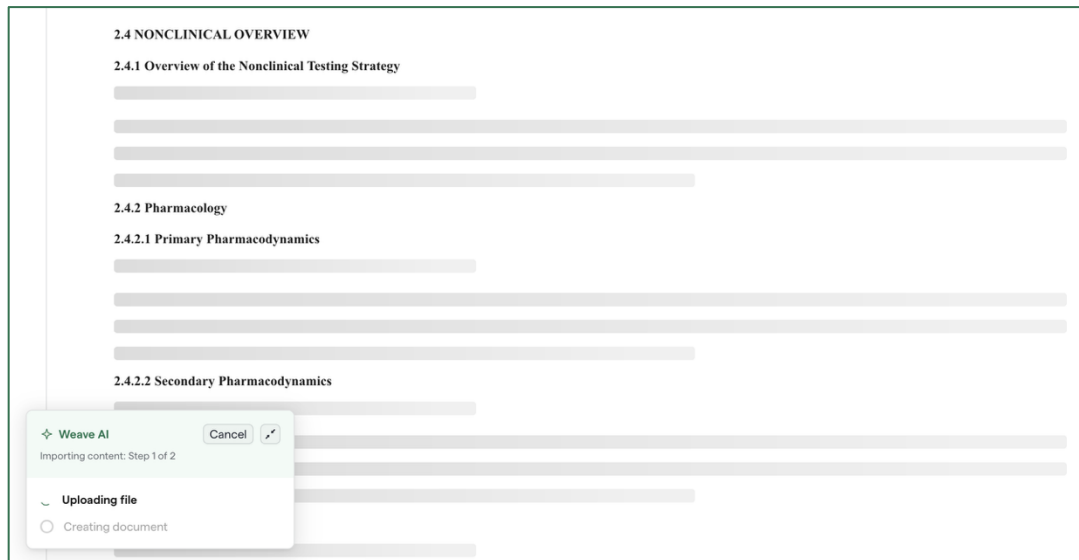 2.4 NONCLINICAL OVERVIEW
2.4.1 Overview of the Nonclinical Testing Strategy
2.4.2 Pharmacology
2.4.2.1 Primary Pharmacodynamics
2.4.2.2 Secondary Pharmacodynamics
Weave AI
Cancel
Importing content: Step 1 of 2
Uploading file
Creating document